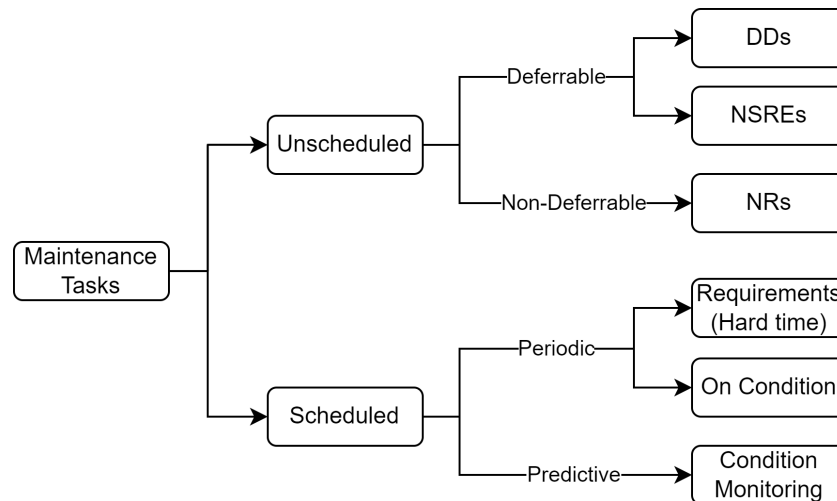 Maintenance
Tasks
Unscheduled
Deferrable
DDs
NSREs
Non-Deferrable
NRs
Scheduled
Periodic
Requirements
(Hard time)
On Condition
Predictive
Condition
Monitoring